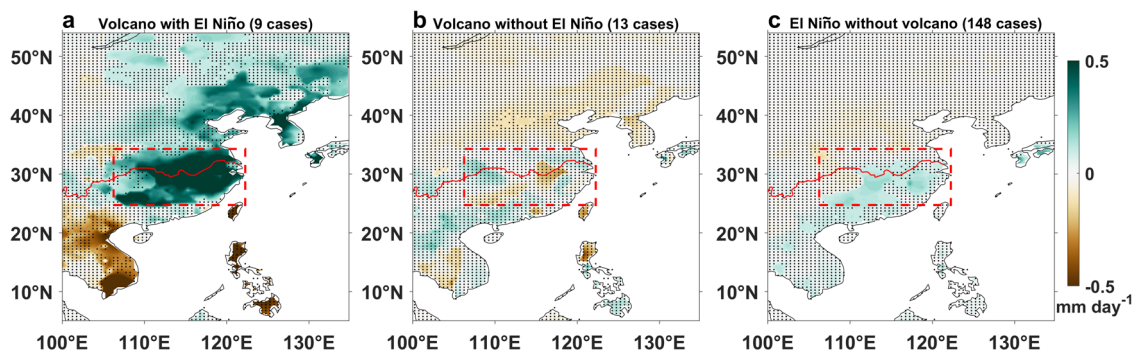 a Volcano with El Niño (9 cases)
b Volcano without El Niño (13 cases)
c El Niño without volcano (148 cases)
50°N
40°N
30°N
20°N
10°N
100°E 110°E 120°E 130°E
50°N
40°N
30°N
20°N
10°N
100°E 110°E 120°E 130°E
50°N
40°N
30°N
20°N
10°N
100°E 110°E 120°E 130°E
0.5
0
-0.5
mm day-1